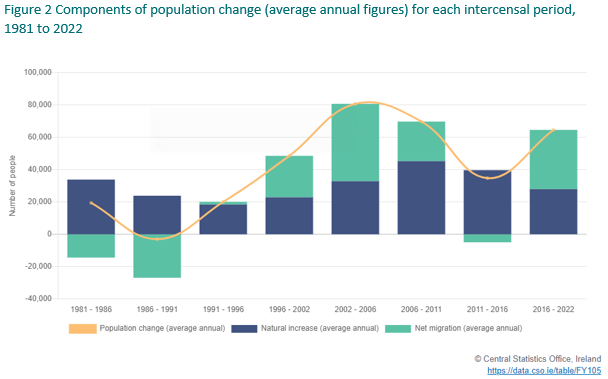 Figure 2 Components of population change (average annual figures) for each intercensal period,
1981 to 2022
100,000
80,000
60,000
40,000
20,000
0
-20,000
-40,000
Number of people
1981 - 1986
1986 - 1991
1991 - 1996
1996 - 2002
2002 - 2006
2006 - 2011
2011 - 2016
2016 - 2022
Population change (average annual)
Natural increase (average annual)
Net migration (average annual)
© Central Statistics Office, Ireland
https://data.cso.ie/table/FY105